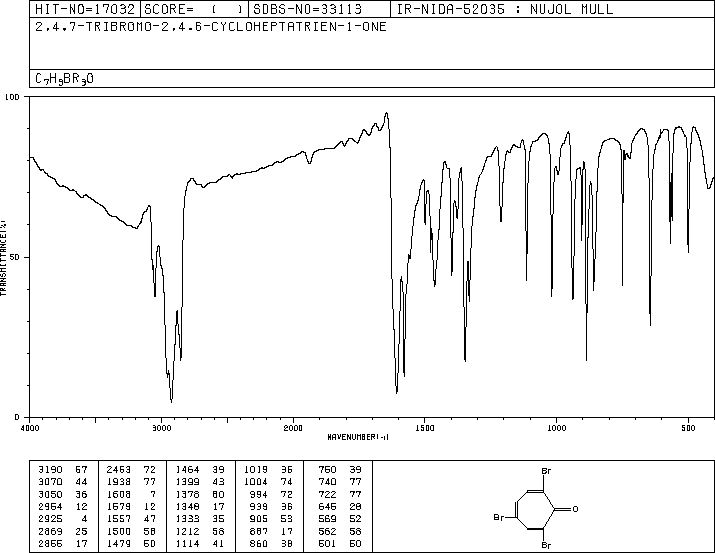 HIT-NO=17032 SCORE= ( ) SDBS-NO=33113 IR-NIDA-52035 : NUJOL MULL
2,4,7-TRIBROMO-2,4,6-CYCLOHEPTATRIEN-1-ONE
C7H3BR3O
100
50
0
TRANSMITTANCE(%)
4000 3000 2000 1500 1000 500
WAVENUMBER(-1)
3190 57 2463 72 1464 39 1019 36 750 39
3070 44 1938 77 1399 43 1004 74 740 77
3050 36 1608 7 1378 60 994 72 722 77
2954 12 1579 12 1348 17 939 36 645 28
2925 4 1557 47 1333 35 905 53 569 52
2869 25 1500 58 1212 58 887 17 562 58
2855 17 1479 50 1114 41 860 38 501 50
Br
O
Br
Br